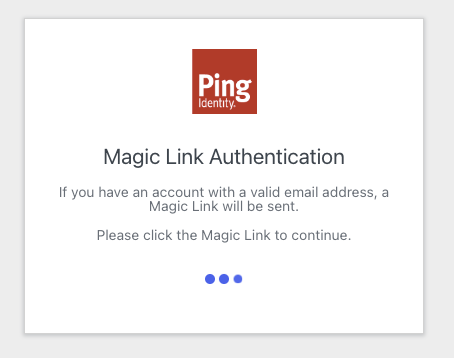 Ping
Identity.
Magic Link Authentication
If you have an account with a valid email address, a
Magic Link will be sent.
Please click the Magic Link to continue.